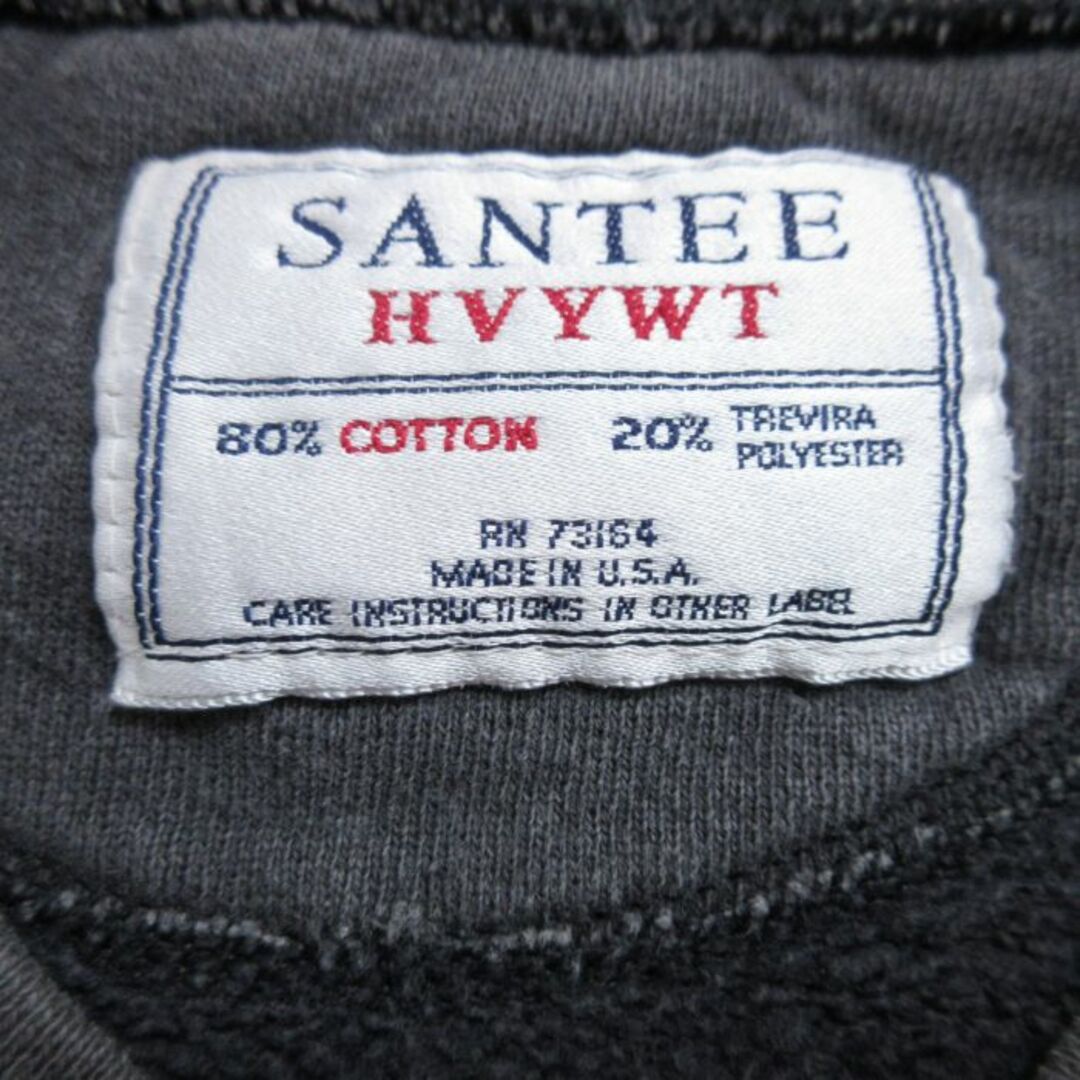 SANTEE
HVYWT
80% COTTON 20% TREVIRA
POLYESTER
RN 73164
MADE IN U.S.A.
CARE INSTRUCTIONS IN OTHER LABEL